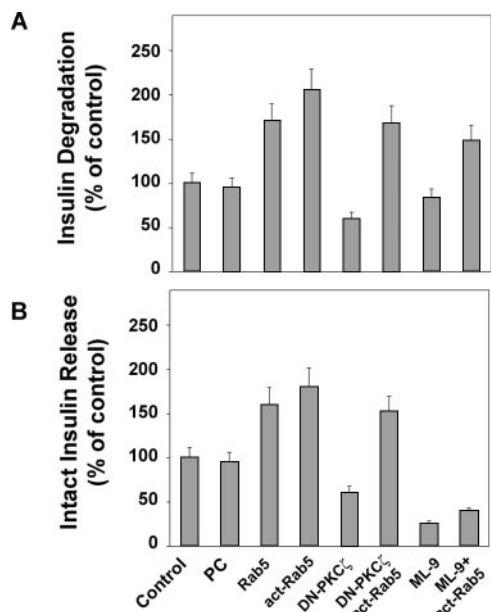 A
Insulin Degradation
(% of control)
250
200
150
100
50
0
B
Intact Insulin Release
(% of control)
250
200
150
100
50
0
Control
PC
Rab5
act-Rab5
DN-PKCζ
DN-PKCζ
act-Rab5
ML-9
ML-9+
act-Rab5